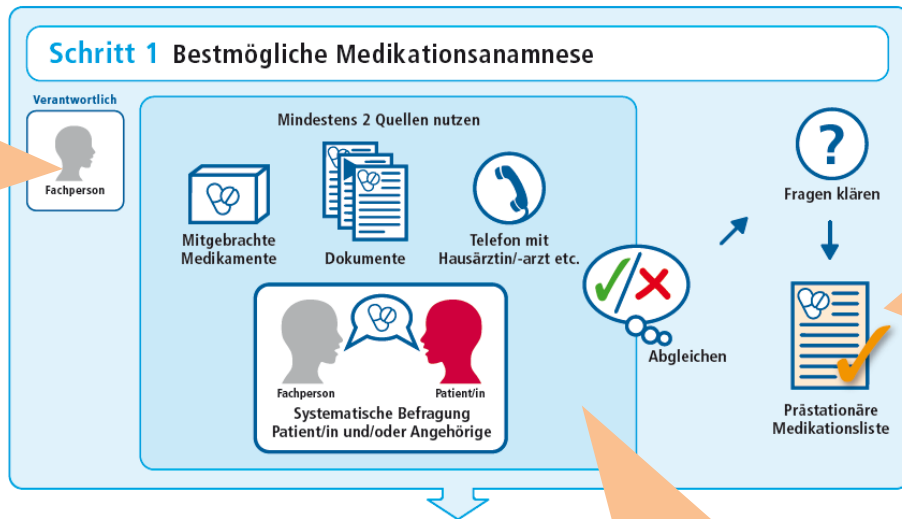 Schritt 1 Bestmögliche Medikationsanamnese
Verantwortlich
Fachperson
Mindestens 2 Quellen nutzen
Mitgebrachte
Medikamente
Dokumente
Telefon mit
Hausärztin/-arzt etc.
Fachperson
Patient/in
Systematische Befragung
Patient/in und/oder Angehörige
Abgleichen
?
Fragen klären
Prästationäre
Medikationsliste